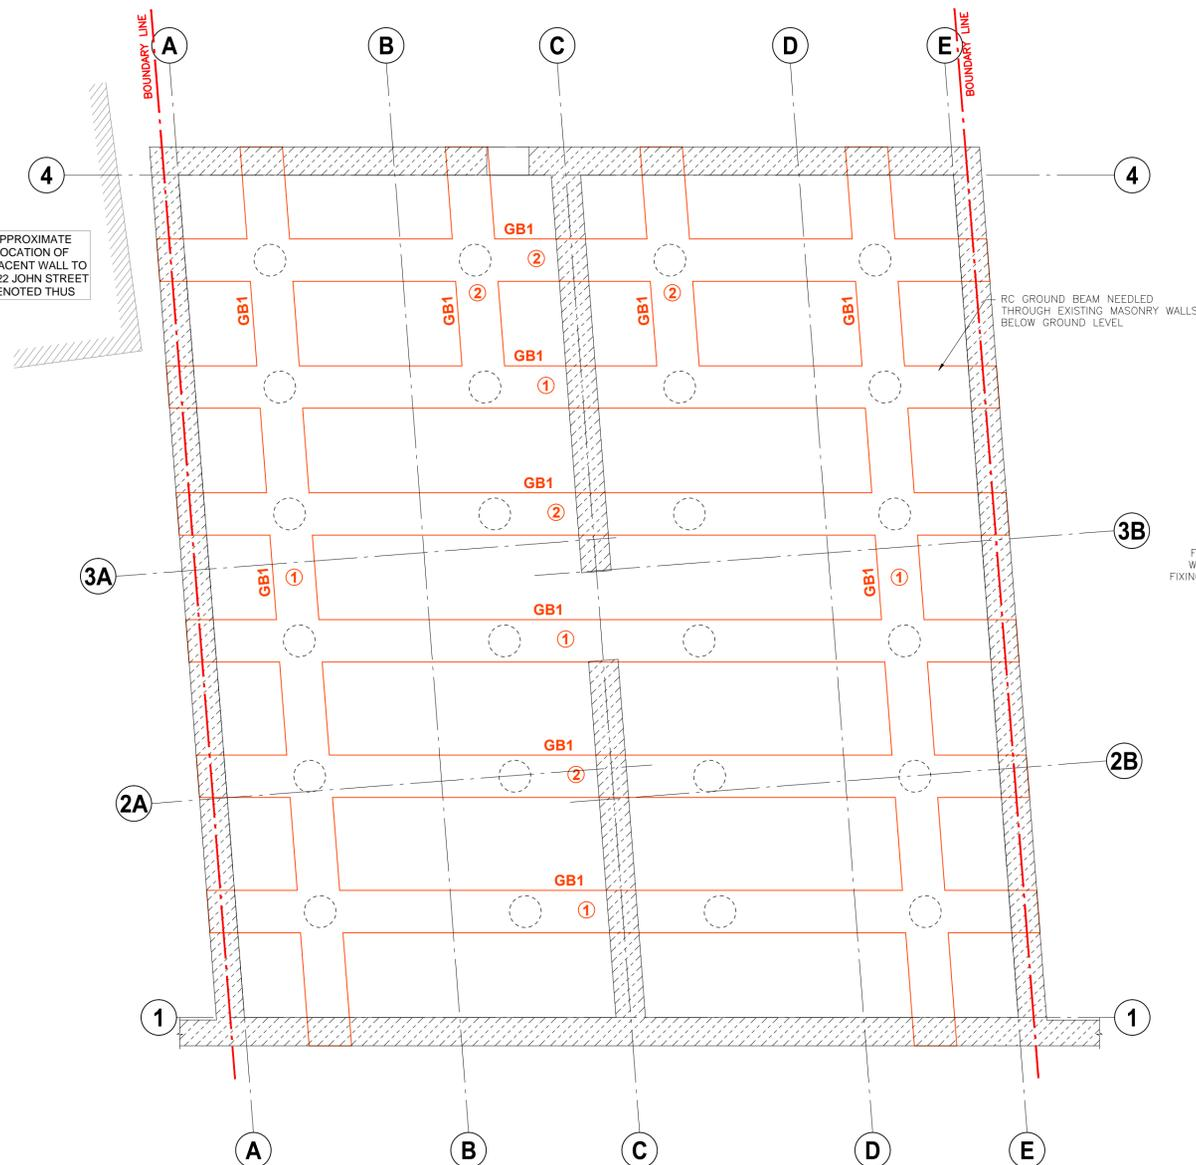 BOUNDARY LINE
A
B
C
D
E
BOUNDARY LINE
4
4
PPROXIMATE
OCATION OF
ACENT WALL TO
22 JOHN STREET
ENOTED THUS
GB1
2
GB1
GB1
2
GB1
2
GB1
RC GROUND BEAM NEEDLED
THROUGH EXISTING MASONRY WALLS
BELOW GROUND LEVEL
GB1
1
GB1
2
3A
3B
GB1
1
GB1
1
F
W
FIXIN
GB1
1
GB1
2
2A
2B
GB1
1
1
1
A
B
C
D
E